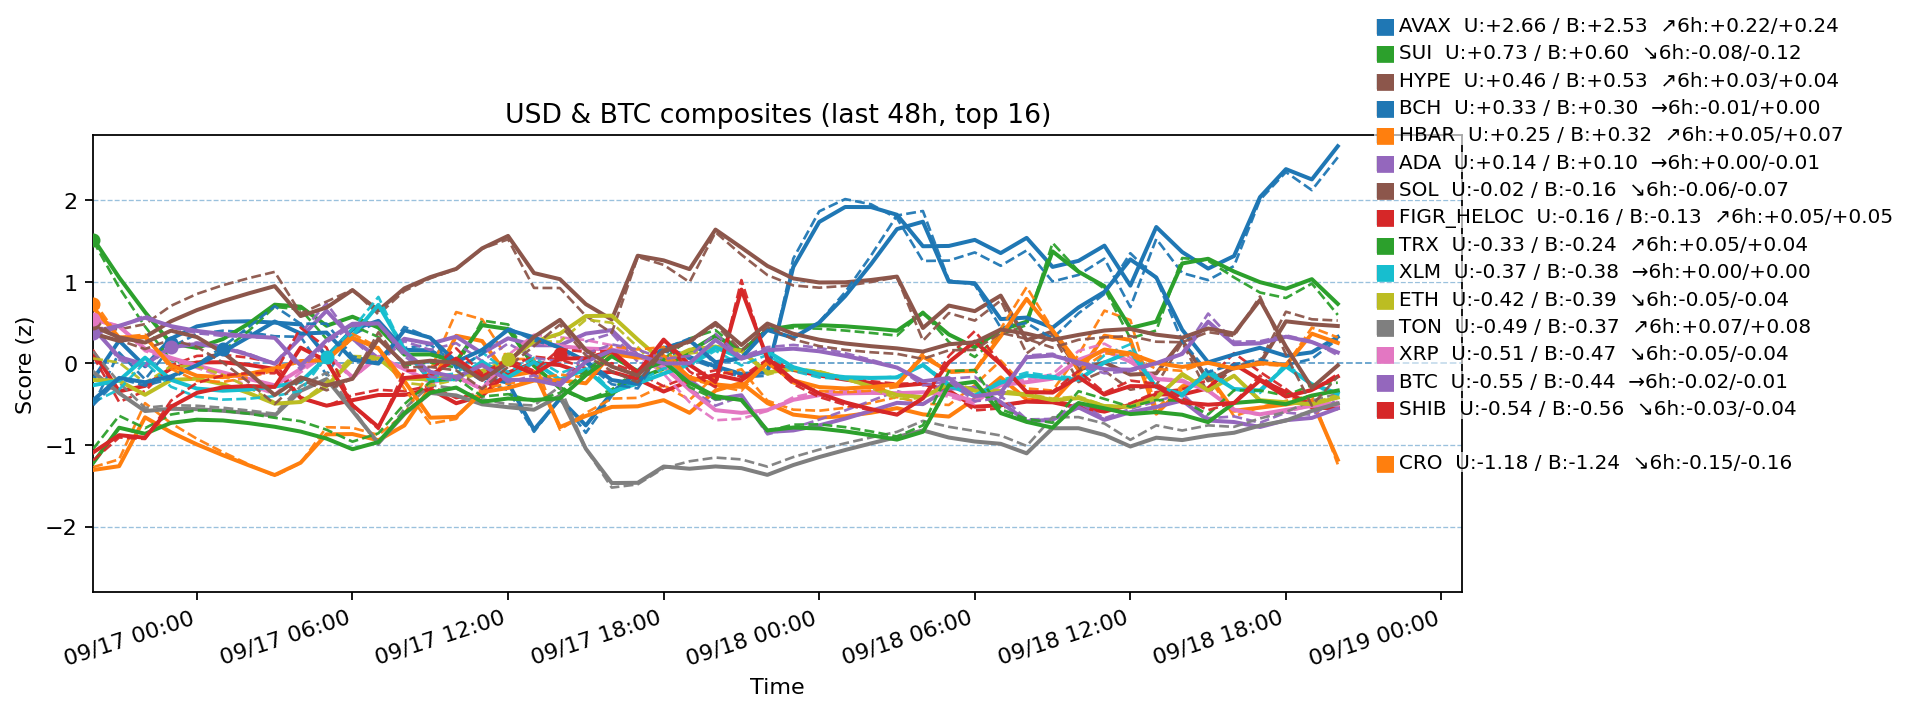 AVAX U:+2.66 / B:+2.53 ↗6h:+0.22/+0.24
SUI U:+0.73 / B:+0.60 ↘6h:-0.08/-0.12
HYPE U:+0.46 / B:+0.53 ↗6h:+0.03/+0.04
BCH U:+0.33 / B:+0.30 →6h:-0.01/+0.00
HBAR U:+0.25 / B:+0.32 ↗6h:+0.05/+0.07
ADA U:+0.14 / B:+0.10 →6h:+0.00/-0.01
SOL U:-0.02 / B:-0.16 ↘6h:-0.06/-0.07
FIGR_HELOC U:-0.16 / B:-0.13 ↗6h:+0.05/+0.05
TRX U:-0.33 / B:-0.24 ↗6h:+0.05/+0.04
XLM U:-0.37 / B:-0.38 →6h:+0.00/+0.00
ETH U:-0.42 / B:-0.39 ↘6h:-0.05/-0.04
TON U:-0.49 / B:-0.37 ↗6h:+0.07/+0.08
XRP U:-0.51 / B:-0.47 ↘6h:-0.05/-0.04
BTC U:-0.55 / B:-0.44 →6h:-0.02/-0.01
SHIB U:-0.54 / B:-0.56 ↘6h:-0.03/-0.04
CRO U:-1.18 / B:-1.24 ↘6h:-0.15/-0.16
USD & BTC composites (last 48h, top 16)
Score (z)
2
1
0
−1
−2
09/17 00:00
09/17 06:00
09/17 12:00
09/17 18:00
09/18 00:00
09/18 06:00
09/18 12:00
09/18 18:00
09/19 00:00
Time